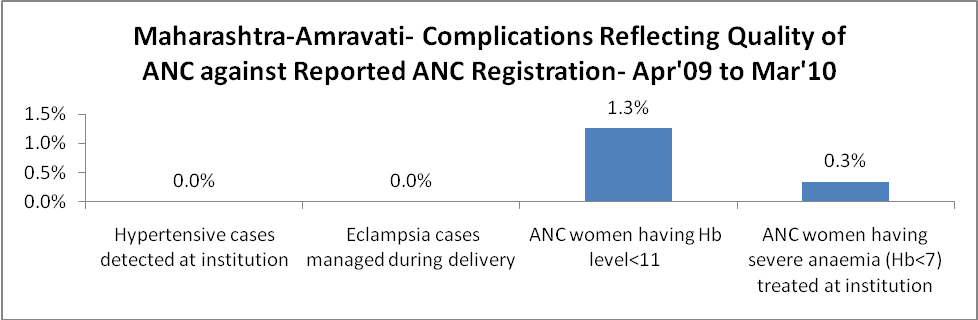 Maharashtra-Amravati- Complications Reflecting Quality of
ANC against Reported ANC Registration- Apr'09 to Mar'10
1.5%
1.0%
0.5%
0.0%
0.0%
0.0%
1.3%
0.3%
Hypertensive cases
detected at institution
Eclampsia cases
managed during delivery
ANC women having Hb
level<11
ANC women having
severe anaemia (Hb<7)
treated at institution